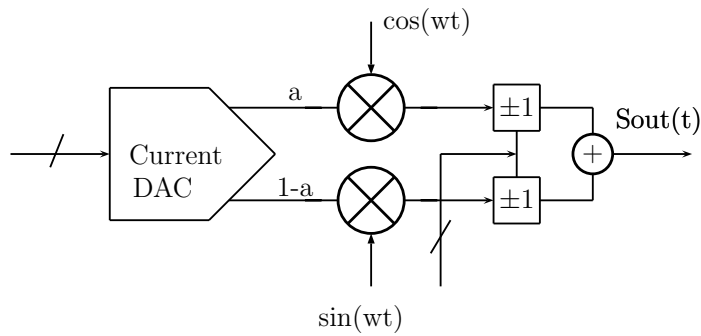 cos(wt)
a
±1
Sout(t)
Current
DAC
+
1-a
±1
sin(wt)